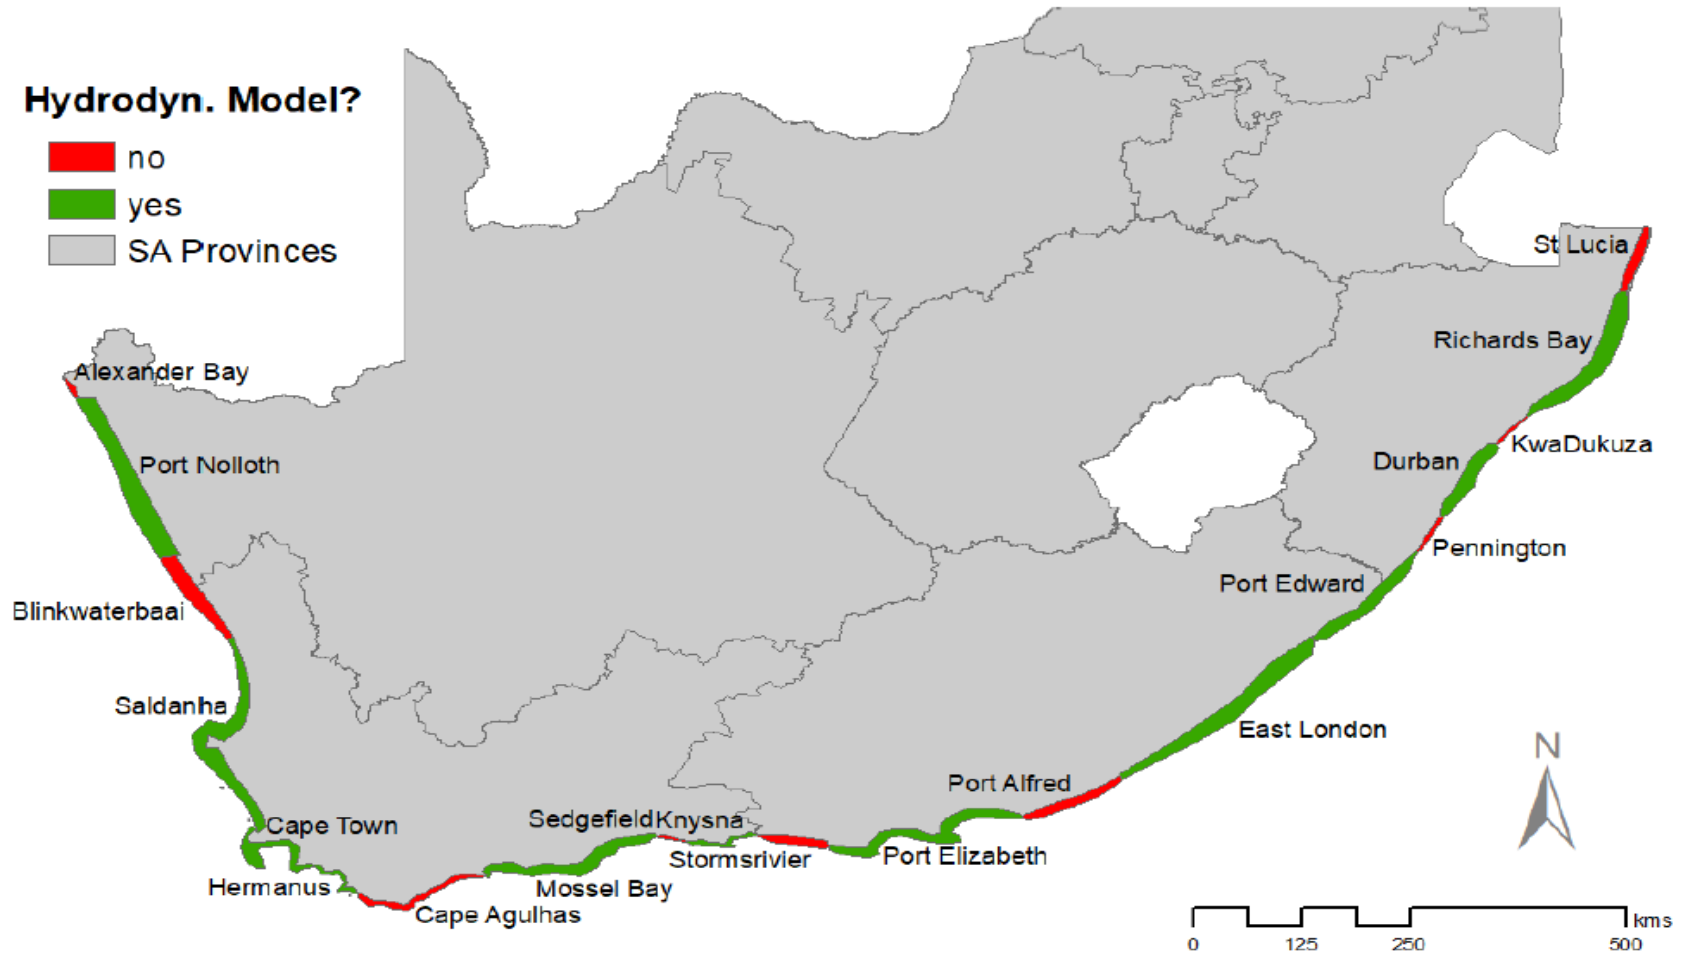 Hydrodyn. Model?
no
yes
SA Provinces
St Lucia
Richards Bay
Alexander Bay
KwaDukuza
Durban
Port Nolloth
Pennington
Port Edward
Blinkwaterbaai
Saldanha
East London
N
Port Alfred
Sedgefield Knysna
Cape Town
Stormsrivier
Port Elizabeth
Hermanus
Mossel Bay
Cape Agulhas
kms
0 125 250 500